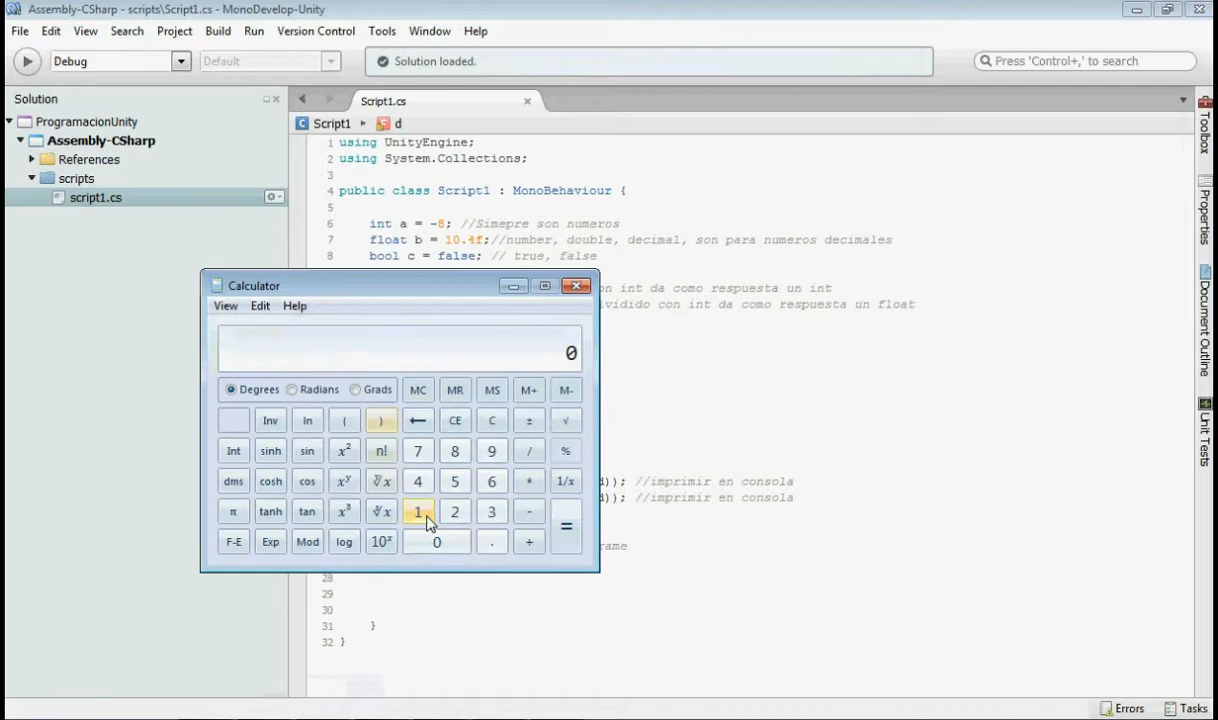 Assembly-CSharp - scripts\Script1.cs - MonoDevelop-Unity
File Edit View Search Project Build Run Version Control Tools Window Help
Debug Default Solution loaded. Press 'Control+,' to search
Solution
Script1.cs
ProgramacionUnity
Assembly-CSharp
References
scripts
script1.cs
Script1 d
1 using UnityEngine;
2 using System.Collections;
3
4 public class Script1 : MonoBehaviour {
5
6 int a = -8; //Simepre son numeros
7 float b = 10.4f;//number, double, decimal, son para numeros decimales
8 bool c = false; // true, false
con int da como respuesta un int
ividido con int da como respuesta un float
)); //imprimir en consola
)); //imprimir en consola
rame
28
29
30
31 }
32 }
Calculator
View Edit Help
0
Degrees Radians Grads MC MR MS M+ M-
Inv ln ( ) ← CE C ± √
Int sinh sin x² n! 7 8 9 / %
dms cosh cos xʸ ʸ√x 4 5 6 * 1/x
π tanh tan x³ ³√x 1 2 3 - =
F-E Exp Mod log 10ˣ 0 . +
Toolbox
Properties
Document Outline
Unit Tests
Errors Tasks